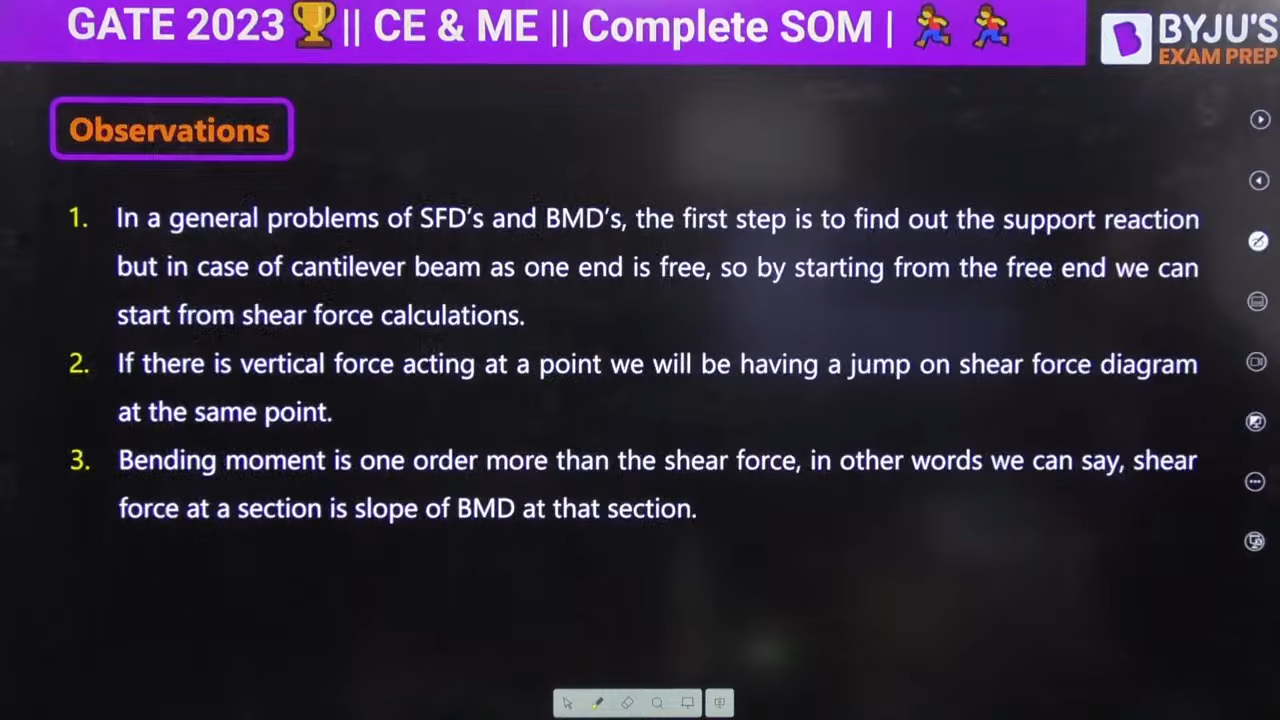 GATE 2023🏆|| CE & ME || Complete SOM | 🏃 🏃
BYJU'S
EXAM PREP
Observations
1. In a general problems of SFD's and BMD's, the first step is to find out the support reaction
but in case of cantilever beam as one end is free, so by starting from the free end we can
start from shear force calculations.
2. If there is vertical force acting at a point we will be having a jump on shear force diagram
at the same point.
3. Bending moment is one order more than the shear force, in other words we can say, shear
force at a section is slope of BMD at that section.